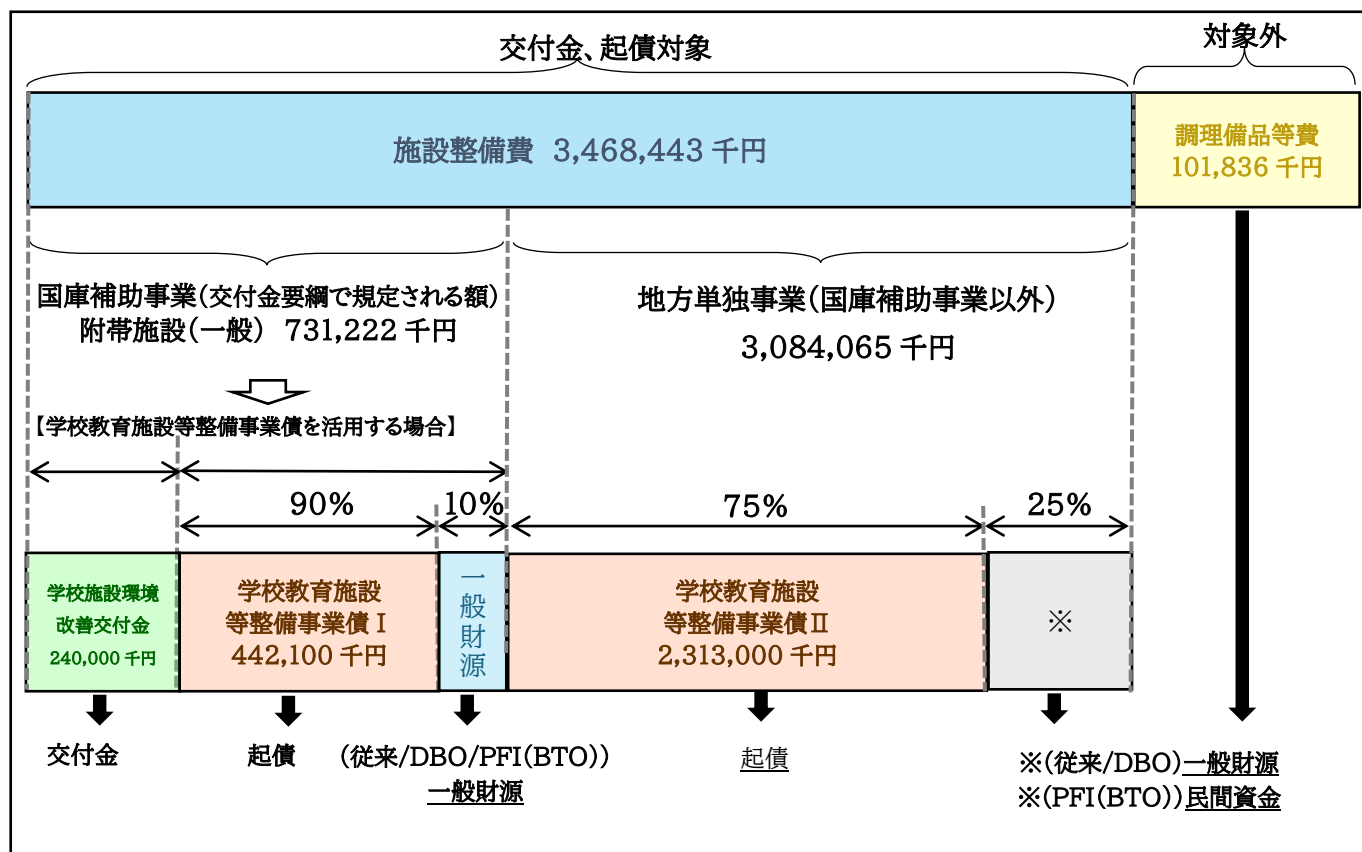 交付金、起債対象
対象外
施設整備費 3,468,443 千円
調理備品等費
101,836 千円
国庫補助事業(交付金要綱で規定される額)
附帯施設(一般) 731,222 千円
地方単独事業(国庫補助事業以外)
3,084,065 千円
【学校教育施設等整備事業債を活用する場合】
90%
10%
75%
25%
学校施設環境
改善交付金
240,000 千円
学校教育施設
等整備事業債Ⅰ
442,100 千円
一般財源
学校教育施設
等整備事業債Ⅱ
2,313,000 千円
※
交付金
起債
(従来/DBO/PFI(BTO))
一般財源
起債
※(従来/DBO)一般財源
※(PFI(BTO))民間資金